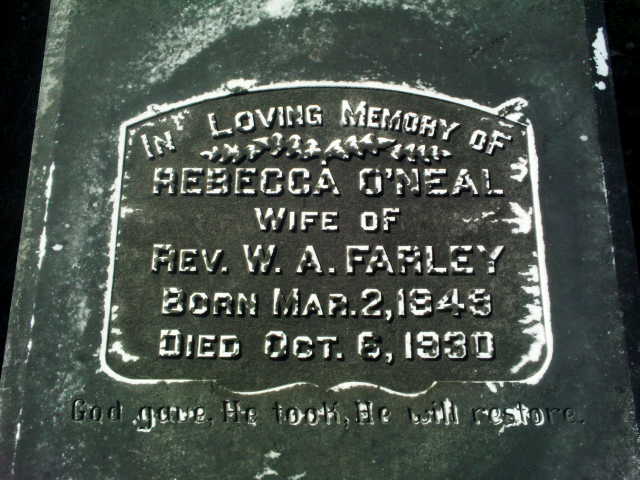 IN LOVING MEMORY OF
REBECCA O'NEAL
WIFE OF
REV. W. A. FARLEY
BORN MAR. 2, 1849
DIED OCT. 6, 1930
God gave, He took, He will restore.